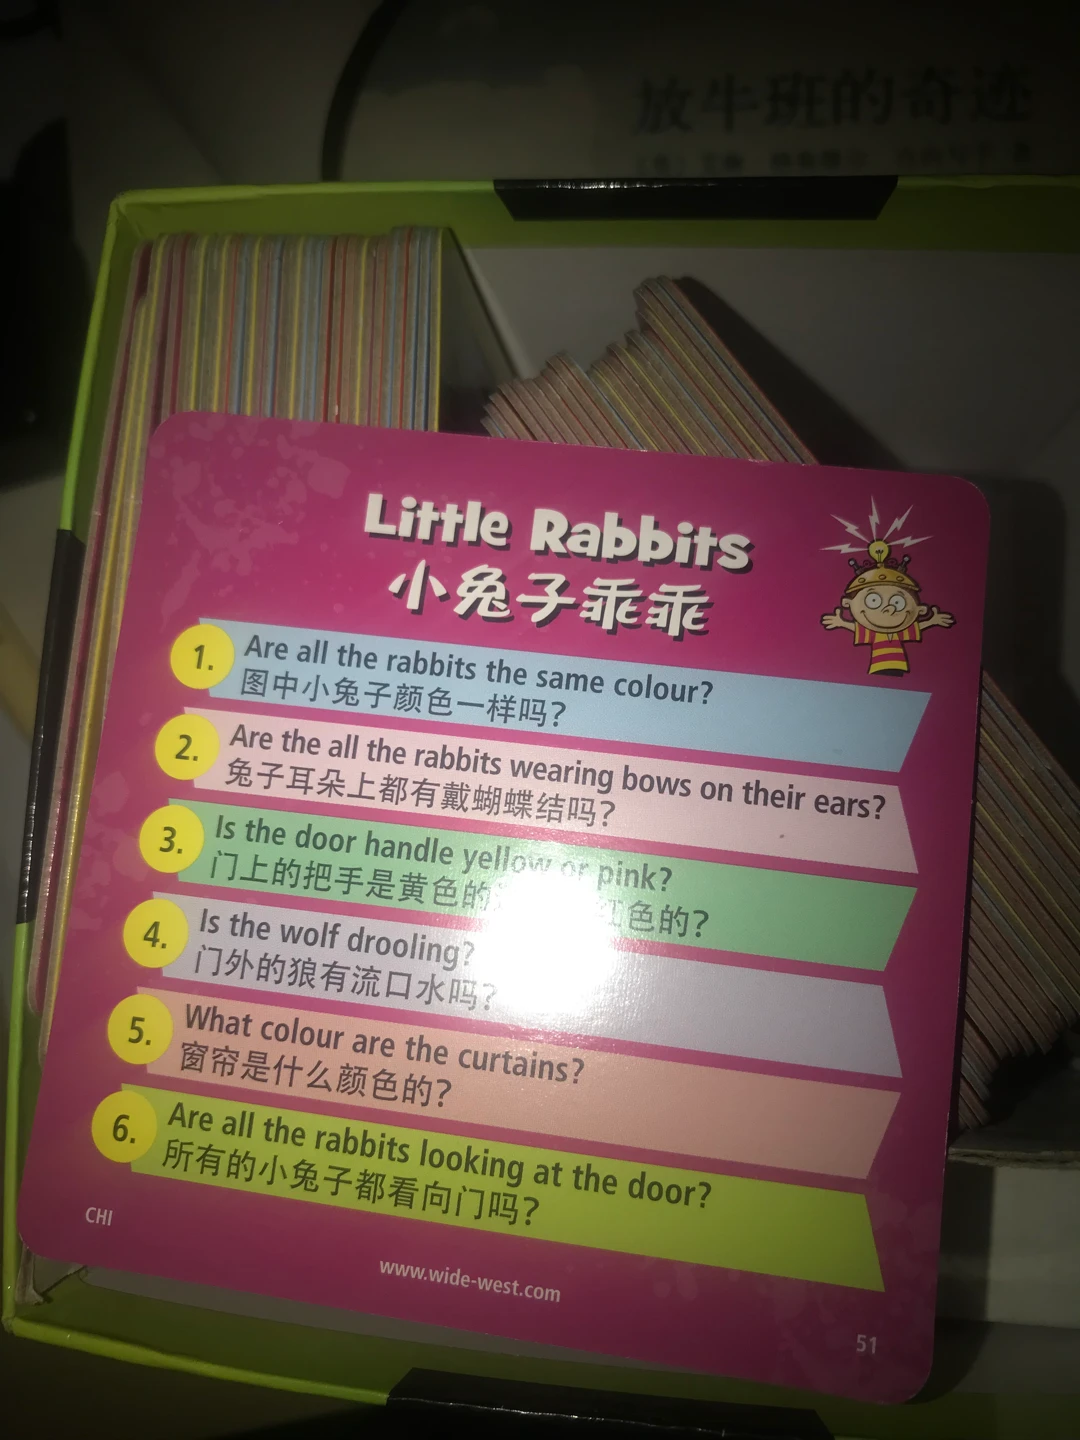 放牛班的奇迹
Little Rabbits
小兔子乖乖
1.
Are all the rabbits the same colour?
图中小兔子颜色一样吗?
2.
Are the all the rabbits wearing bows on their ears?
兔子耳朵上都有戴蝴蝶结吗?
3.
Is the door handle yellow or pink?
门上的把手是黄色的 色的?
4.
Is the wolf drooling?
门外的狼有流口水吗?
5.
What colour are the curtains?
窗帘是什么颜色的?
6.
Are all the rabbits looking at the door?
所有的小兔子都看向门吗?
CHI
www.wide-west.com
51